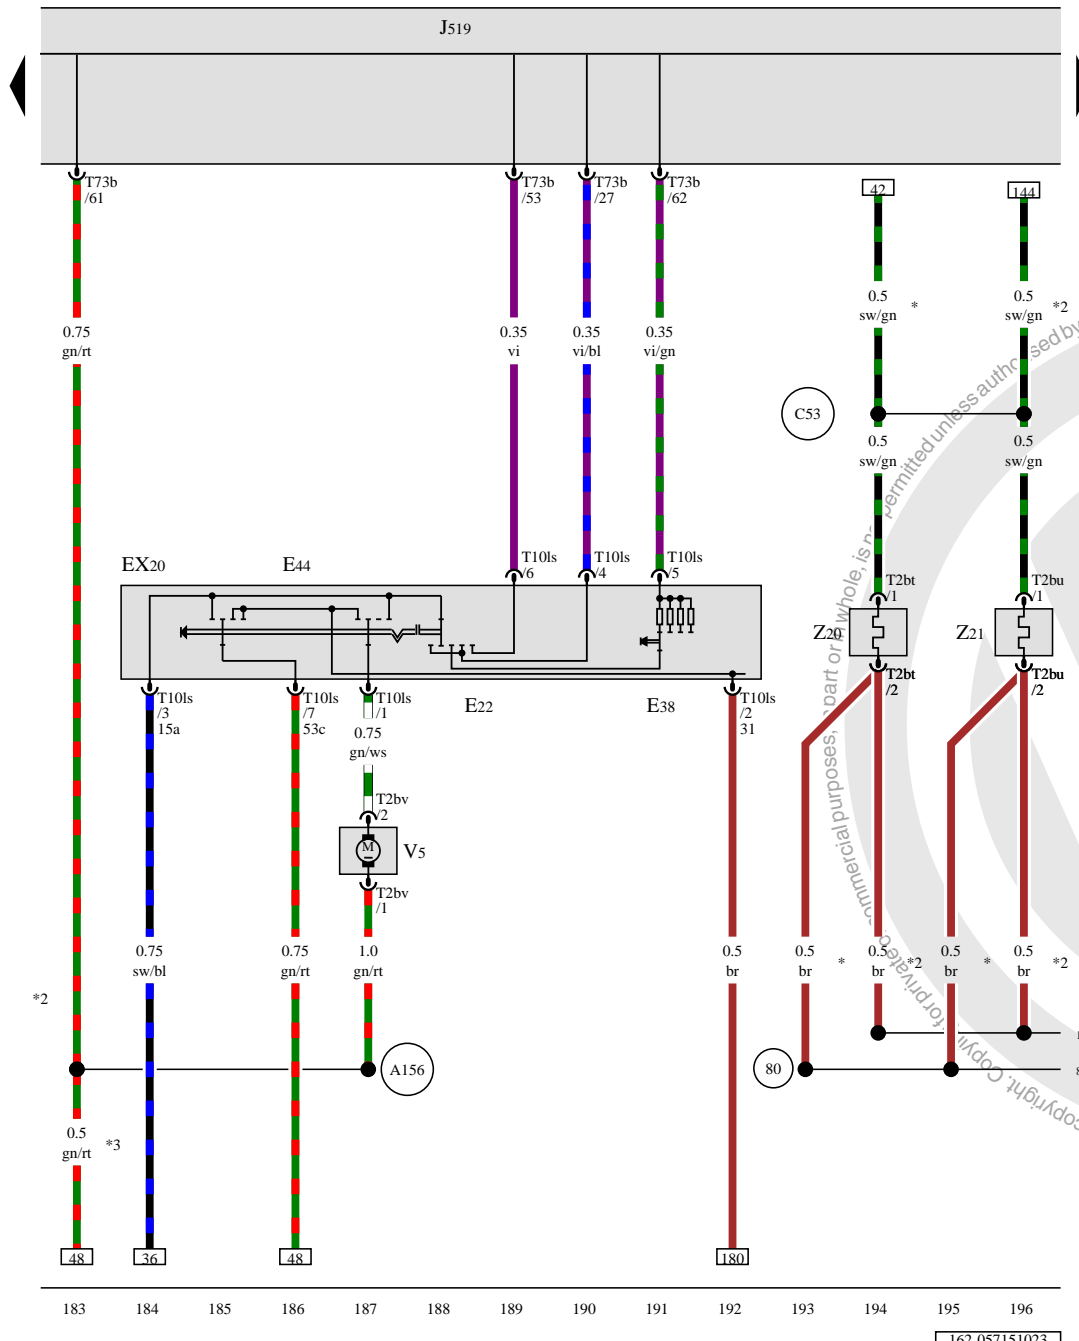 J519
T73b
/61
T73b
/53
T73b
/27
T73b
/62
42
144
0.5
sw/gn
*
0.5
sw/gn
*2
0.75
gn/rt
0.35
vi
0.35
vi/bl
0.35
vi/gn
C53
0.5
sw/gn
0.5
sw/gn
EX20
E44
T10ls
/6
T10ls
/4
T10ls
/5
T2bt
/1
T2bu
/1
Z20
Z21
T2bt
/2
T2bu
/2
T10ls
/3
15a
T10ls
/7
53c
T10ls
/1
E22
E38
T10ls
/2
31
0.75
gn/ws
T2bv
/2
M
V5
T2bv
/1
0.75
sw/bl
0.75
gn/rt
1.0
gn/rt
0.5
br
0.5
br
*
0.5
br
*2
0.5
br
*
0.5
br
*2
*2
A156
80
0.5
gn/rt
*3
48
36
48
180
183 184 185 186 187 188 189 190 191 192 193 194 195 196
162-057151023